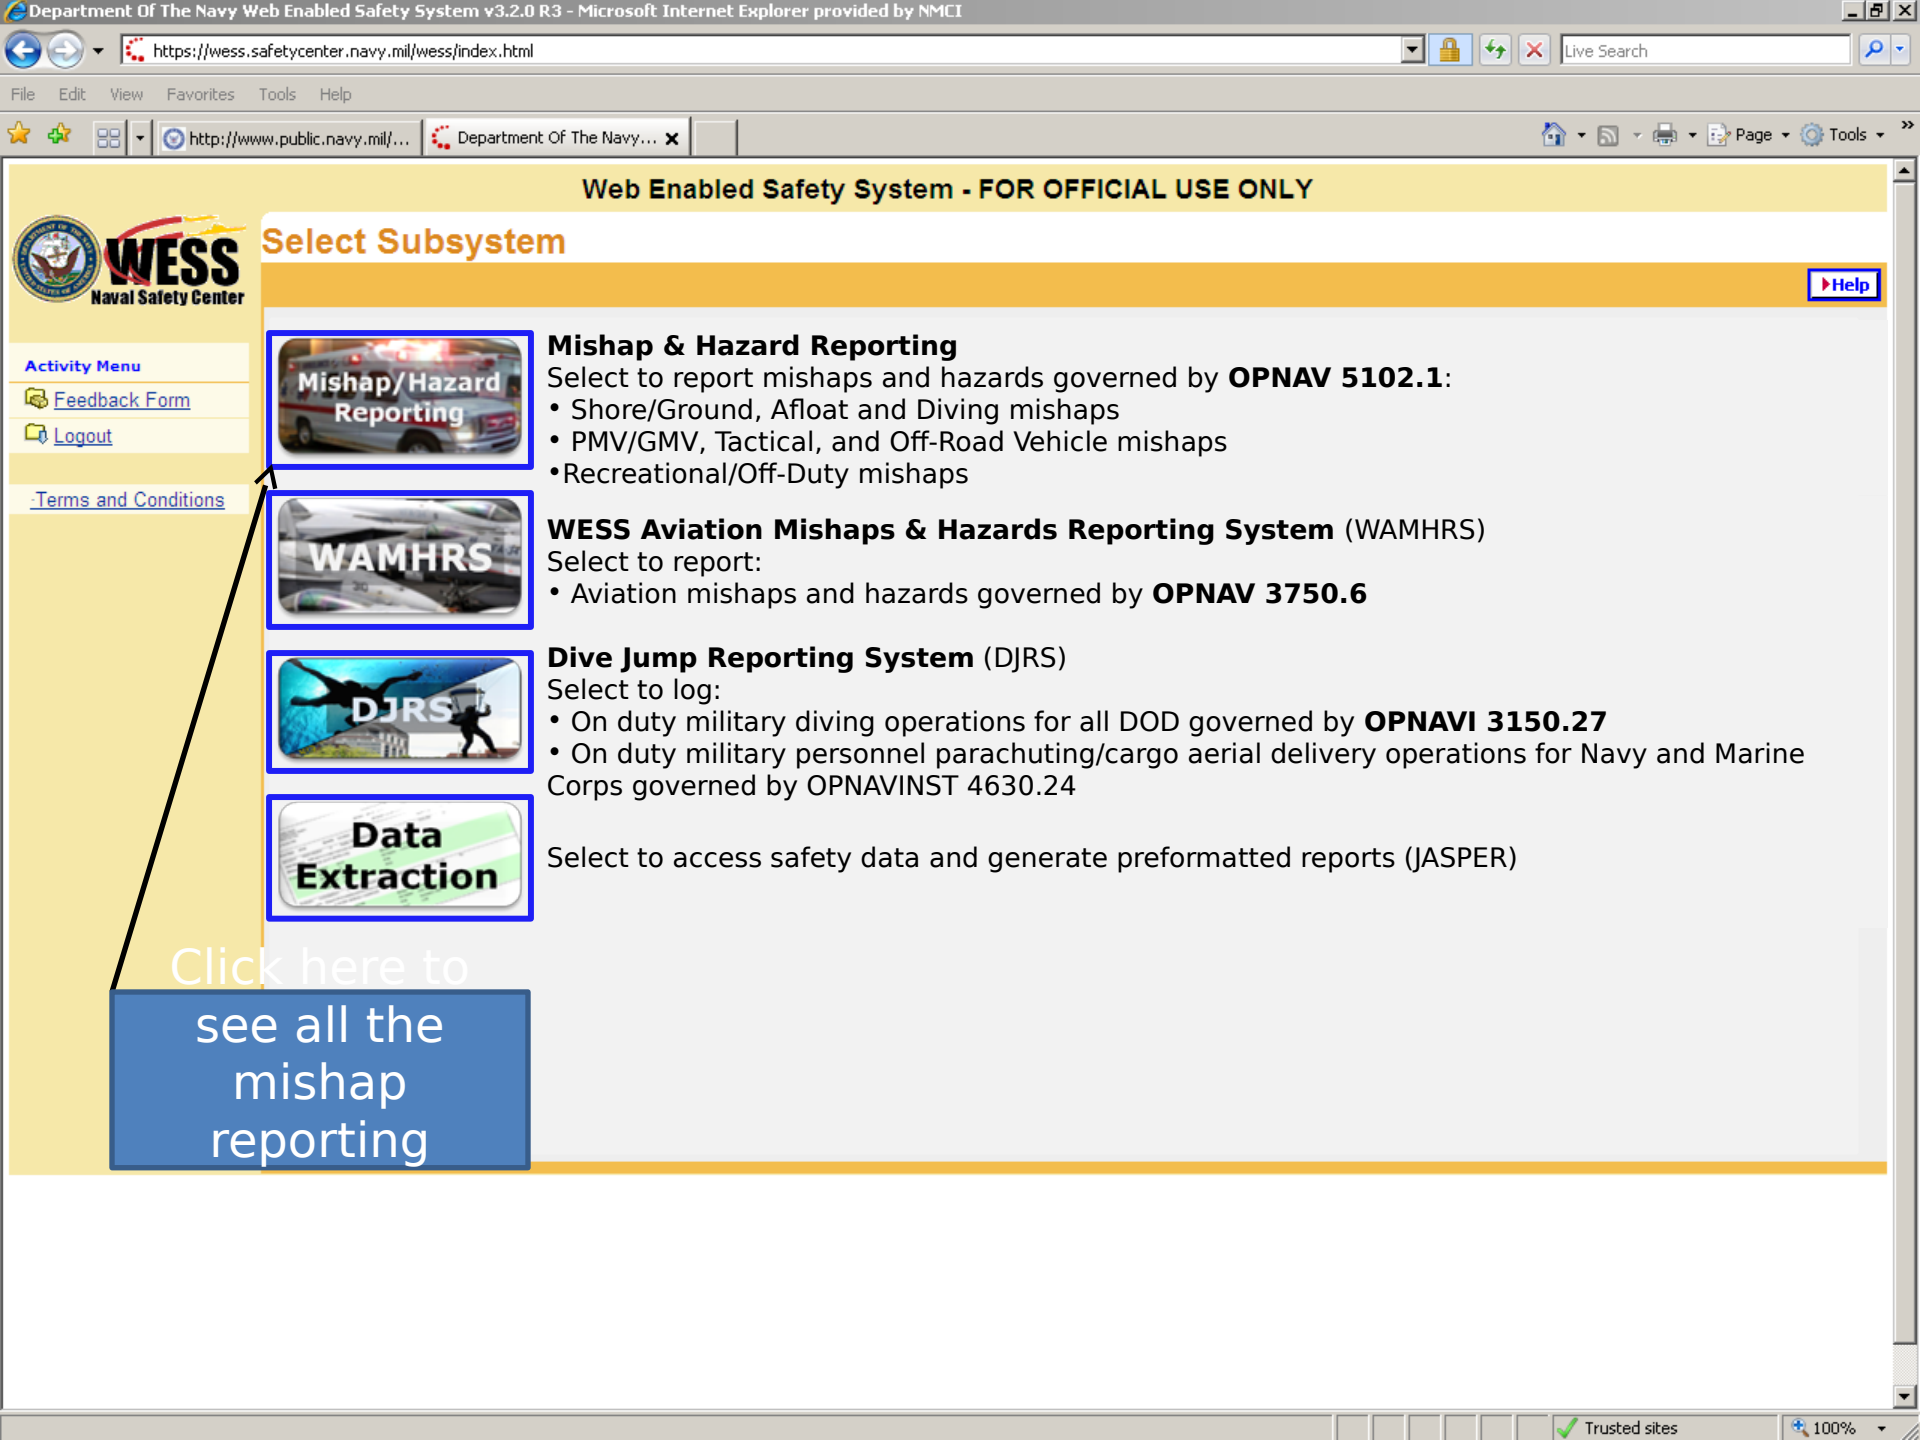 Department Of The Navy Web Enabled Safety System v3.2.0 R3 - Microsoft Internet Explorer provided by NMCI
https://wess.safetycenter.navy.mil/wess/index.html
Live Search
File Edit View Favorites Tools Help
http://www.public.navy.mil/...
Department Of The Navy...
Page
Tools
Web Enabled Safety System - FOR OFFICIAL USE ONLY
WESS
Naval Safety Center
Select Subsystem
Help
Activity Menu
Feedback Form
Logout
-Terms and Conditions
Mishap/Hazard
Reporting
Mishap & Hazard Reporting
Select to report mishaps and hazards governed by OPNAV 5102.1:
• Shore/Ground, Afloat and Diving mishaps
• PMV/GMV, Tactical, and Off-Road Vehicle mishaps
•Recreational/Off-Duty mishaps
WAMHRS
WESS Aviation Mishaps & Hazards Reporting System (WAMHRS)
Select to report:
• Aviation mishaps and hazards governed by OPNAV 3750.6
DJRS
Dive Jump Reporting System (DJRS)
Select to log:
• On duty military diving operations for all DOD governed by OPNAVI 3150.27
• On duty military personnel parachuting/cargo aerial delivery operations for Navy and Marine
Corps governed by OPNAVINST 4630.24
Data
Extraction
Select to access safety data and generate preformatted reports (JASPER)
Click here to
see all the
mishap
reporting
Trusted sites
100%